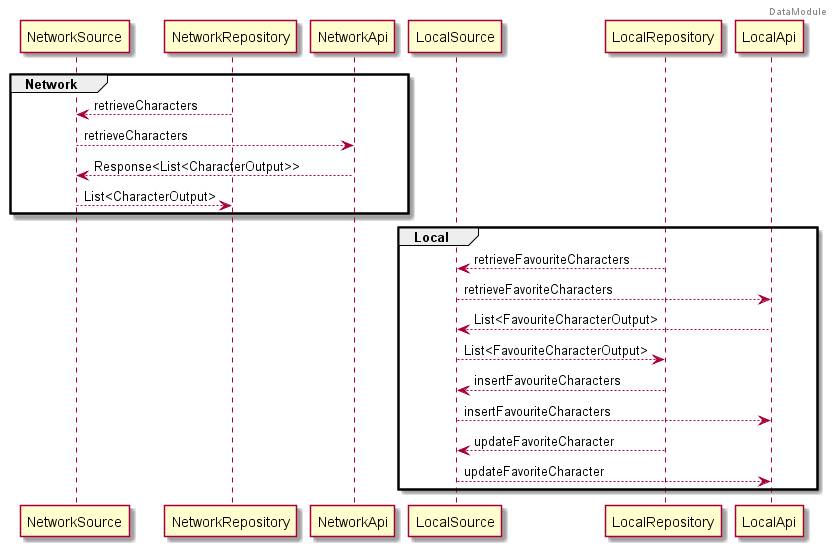 DataModule
NetworkSource NetworkRepository NetworkApi LocalSource LocalRepository LocalApi
Network
retrieveCharacters
retrieveCharacters
Response<List<CharacterOutput>>
List<CharacterOutput>
Local
retrieveFavouriteCharacters
retrieveFavoriteCharacters
List<FavouriteCharacterOutput>
List<FavouriteCharacterOutput>
insertFavouriteCharacters
insertFavouriteCharacters
updateFavoriteCharacter
updateFavoriteCharacter
NetworkSource NetworkRepository NetworkApi LocalSource LocalRepository LocalApi